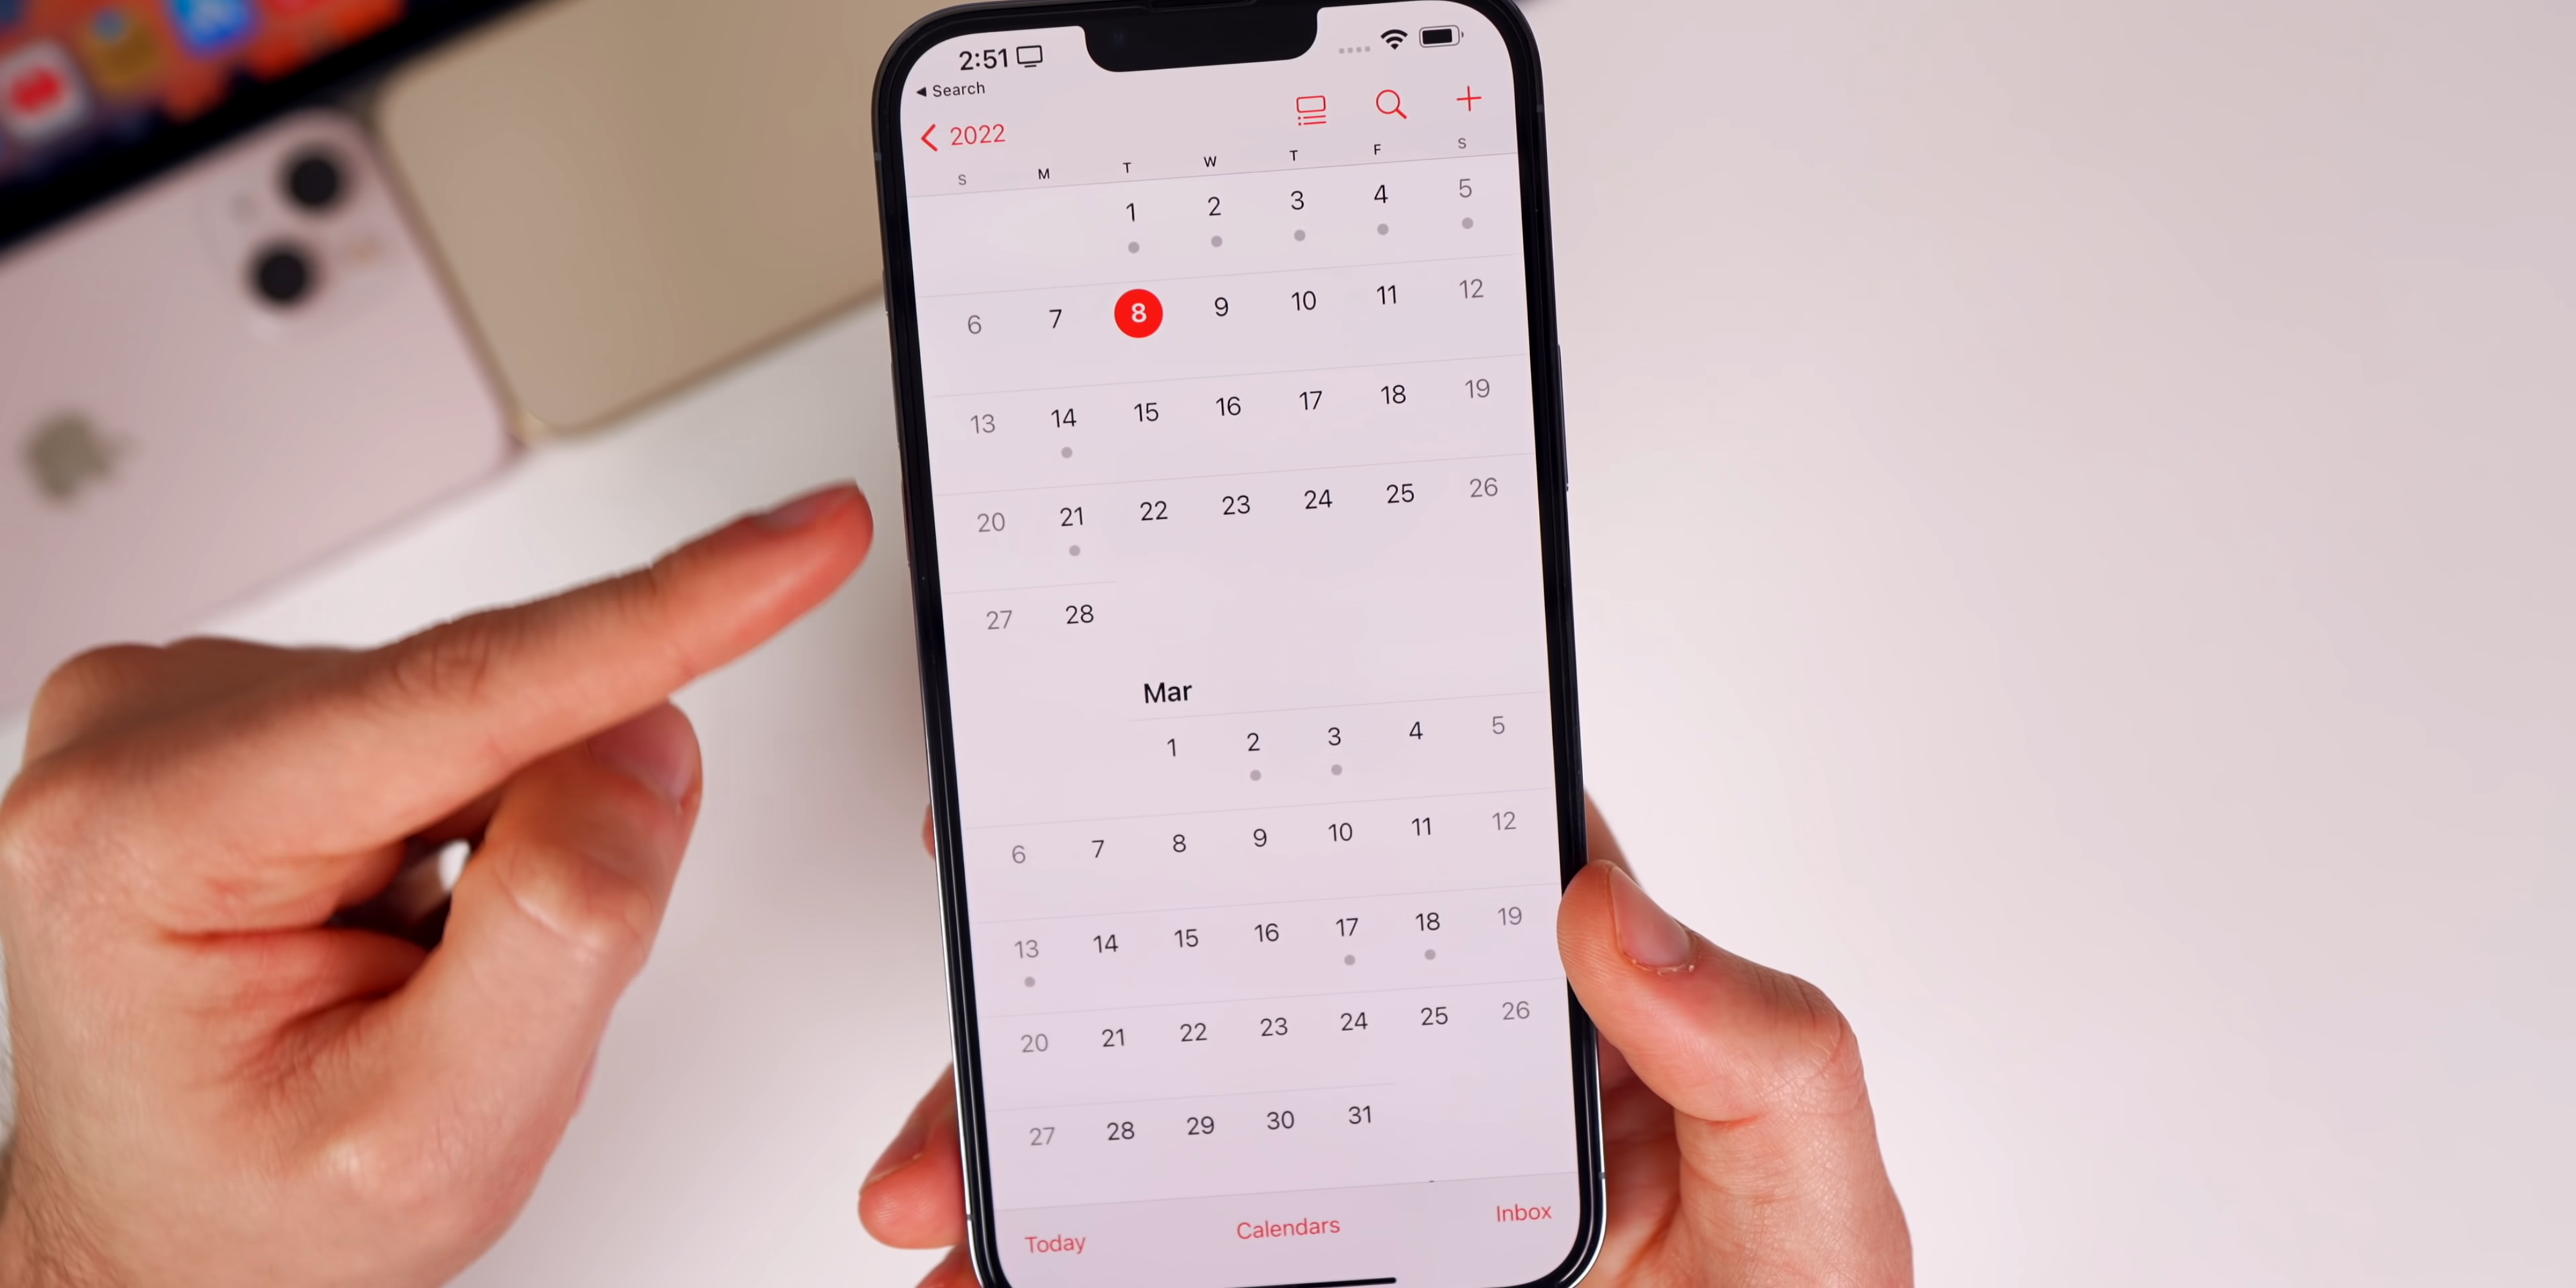 2:51
◀ Search
2022
S M T W T F S
1 2 3 4 5
6 7 8 9 10 11 12
13 14 15 16 17 18 19
20 21 22 23 24 25 26
27 28
Mar
1 2 3 4 5
6 7 8 9 10 11 12
13 14 15 16 17 18 19
20 21 22 23 24 25 26
27 28 29 30 31
Today Calendars Inbox